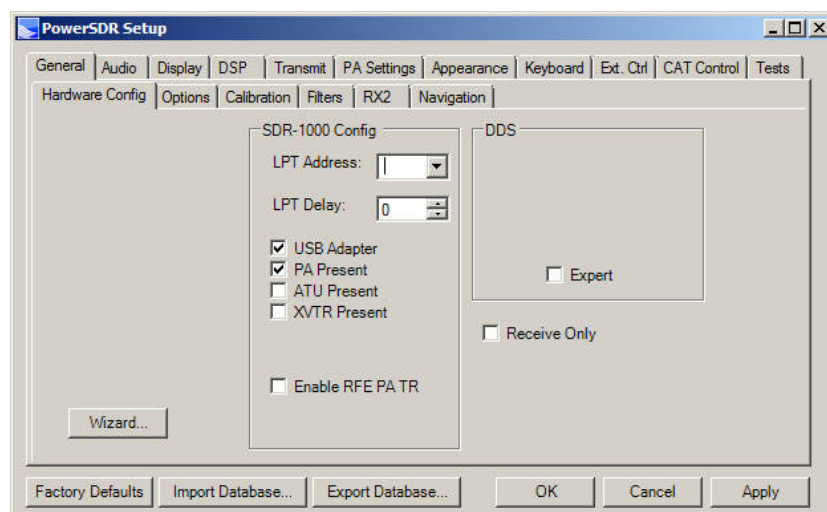 PowerSDR Setup
General Audio Display DSP Transmit PA Settings Appearance Keyboard Ext. Ctrl CAT Control Tests
Hardware Config Options Calibration Filters RX2 Navigation
SDR-1000 Config
LPT Address:
LPT Delay: 0
USB Adapter
PA Present
ATU Present
XVTR Present
Enable RFE PA TR
DDS
Expert
Receive Only
Wizard...
Factory Defaults Import Database... Export Database... OK Cancel Apply